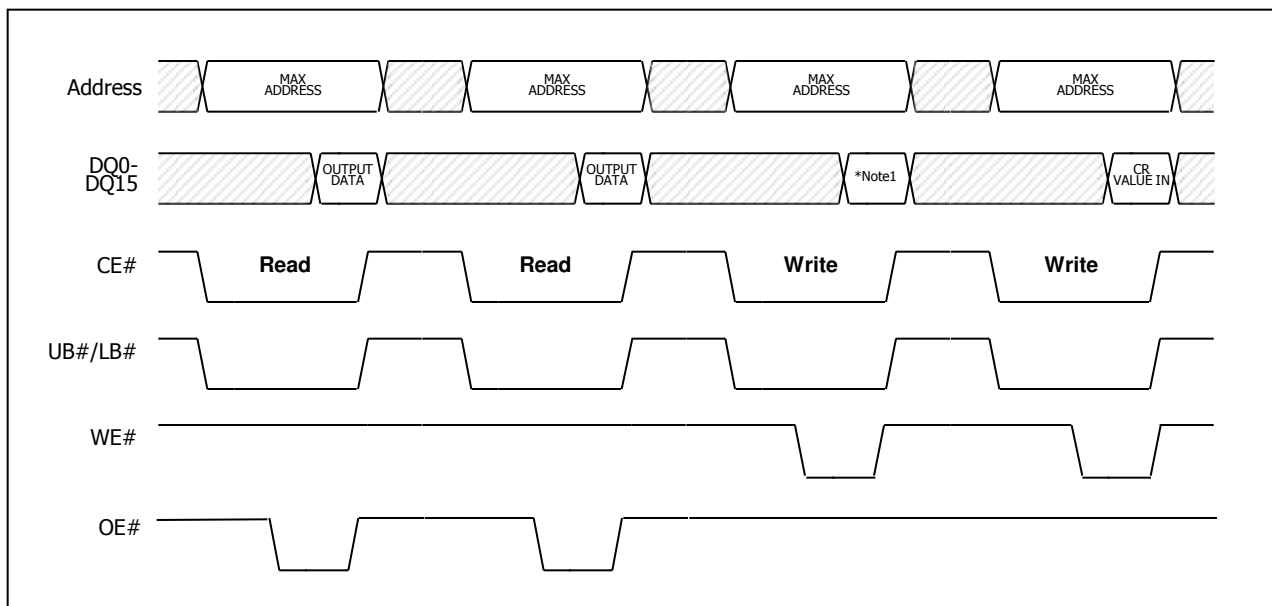 Address
MAX
ADDRESS
MAX
ADDRESS
MAX
ADDRESS
MAX
ADDRESS
DQ0-
DQ15
OUTPUT
DATA
OUTPUT
DATA
*Note1
CR
VALUE IN
CE#
Read
Read
Write
Write
UB#/LB#
WE#
OE#